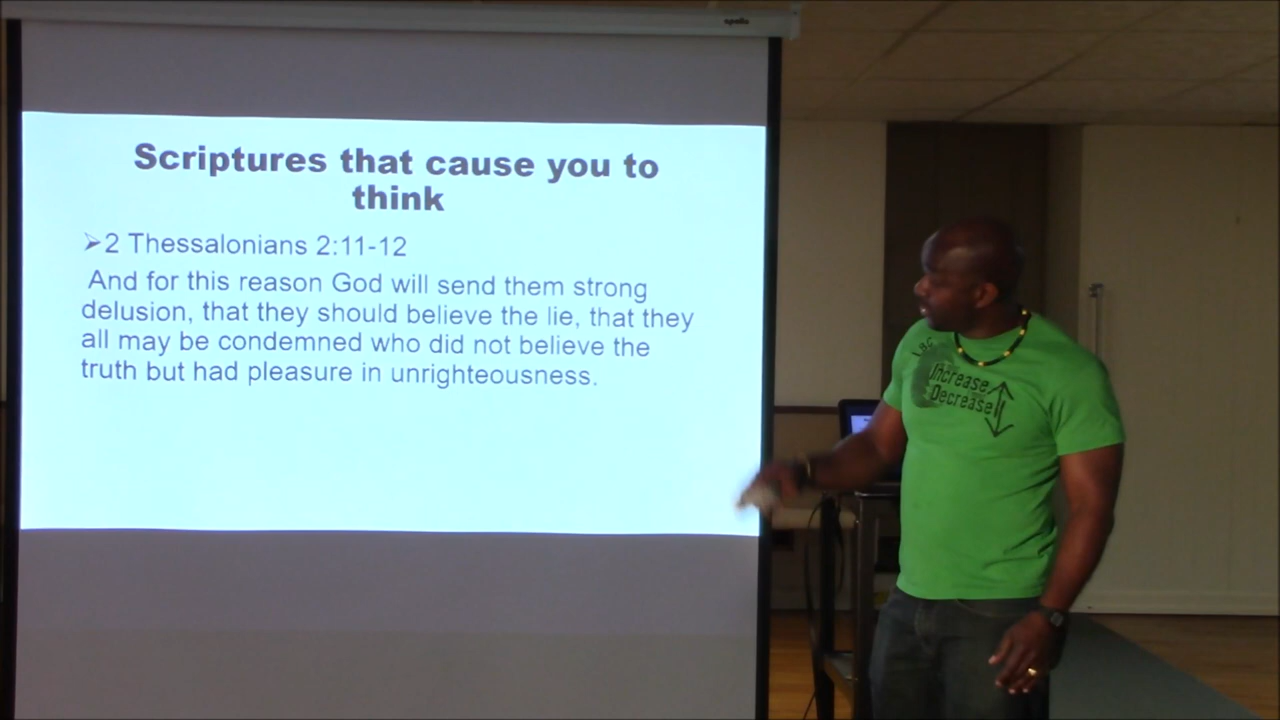 Scriptures that cause you to
think
➢2 Thessalonians 2:11-12
And for this reason God will send them strong
delusion, that they should believe the lie, that they
all may be condemned who did not believe the
truth but had pleasure in unrighteousness.
Increase
Decrease